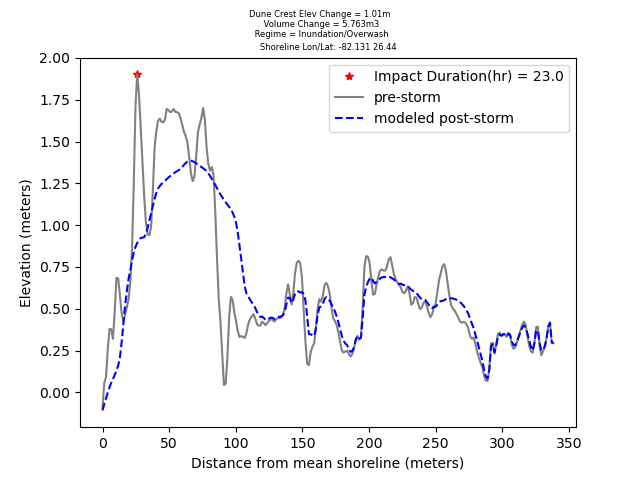 Dune Crest Elev Change = 1.01m
Volume Change = 5.763m3
Regime = Inundation/Overwash
Shoreline Lon/Lat: -82.131 26.44
Impact Duration(hr) = 23.0
pre-storm
modeled post-storm
2.00
1.75
1.50
1.25
1.00
0.75
0.50
0.25
0.00
Elevation (meters)
0 50 100 150 200 250 300 350
Distance from mean shoreline (meters)